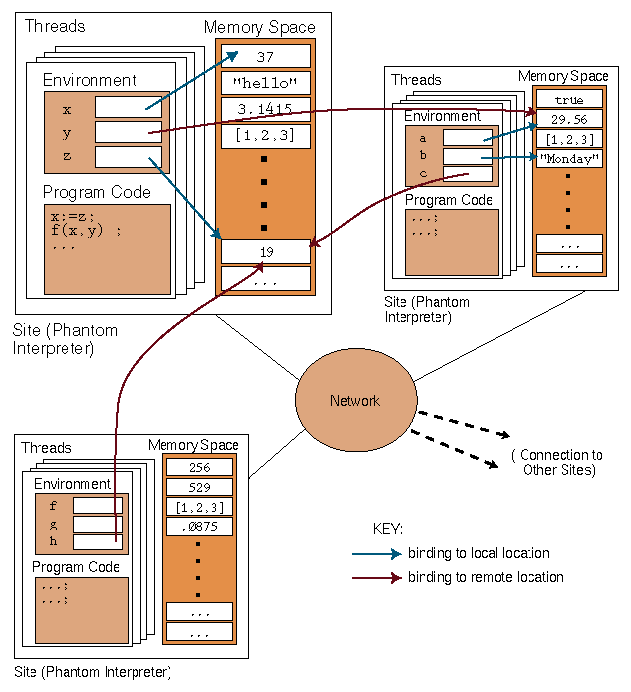 Threads
Memory Space
Environment
x
y
z
37
"hello"
3.1415
[1,2,3]
19
...
Program Code
x:=z;
f(x,y) ;
...
Site (Phantom
Interpreter)
Threads
Memory Space
Environment
a
b
c
true
29.56
[1,2,3]
"Monday"
...
...
Program Code
...;
...;
Site (Phantom
Interpreter)
Network
( Connection to
Other Sites)
Threads
Memory Space
Environment
f
g
h
256
529
[1,2,3]
.0875
...
...
Program Code
...;
...;
Site (Phantom Interpreter)
KEY:
binding to local location
binding to remote location